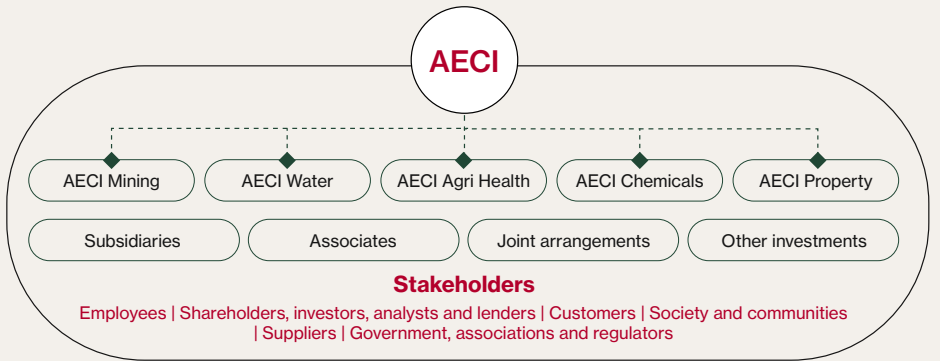 AECI
AECI Mining
AECI Water
AECI Agri Health
AECI Chemicals
AECI Property
Subsidiaries
Associates
Joint arrangements
Other investments
Stakeholders
Employees | Shareholders, investors, analysts and lenders | Customers | Society and communities
| Suppliers | Government, associations and regulators